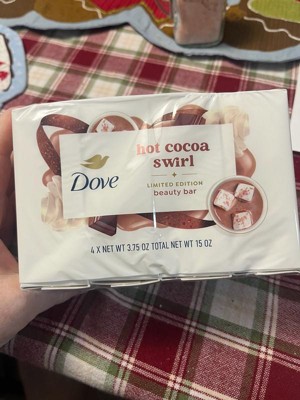 hot cocoa
swirl
Dove
LIMITED EDITION
beauty bar
4 X NET WT 3.75 OZ TOTAL NET WT 15 OZ